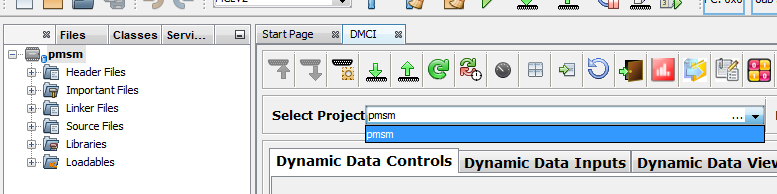 Files Classes Servi...
Start Page DMCI
pmsm
Header Files
Important Files
Linker Files
Source Files
Libraries
Loadables
Select Project pmsm ...
pmsm
Dynamic Data Controls Dynamic Data Inputs Dynamic Data View